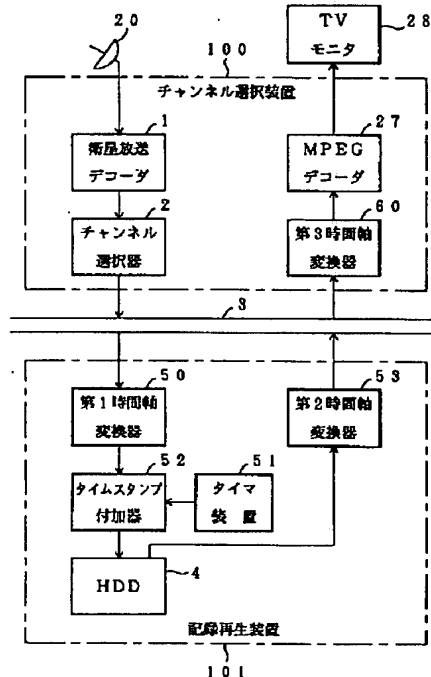 20
TV
モニタ
28
100
チャンネル選択装置
1
衛星放送
デコーダ
27
MPEG
デコーダ
2
チャンネル
選択器
60
第3時間軸
変換器
3
50
第1時間軸
変換器
53
第2時間軸
変換器
52
タイムスタンプ
付加器
51
タイマ
装置
HDD
4
記録再生装置
101